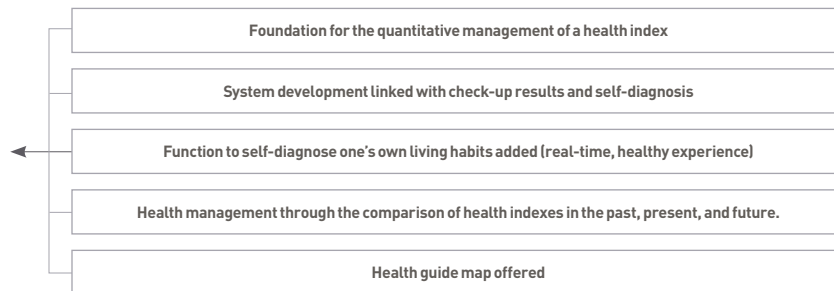 Foundation for the quantitative management of a health index
System development linked with check-up results and self-diagnosis
Function to self-diagnose one's own living habits added (real-time, healthy experience)
Health management through the comparison of health indexes in the past, present, and future.
Health guide map offered